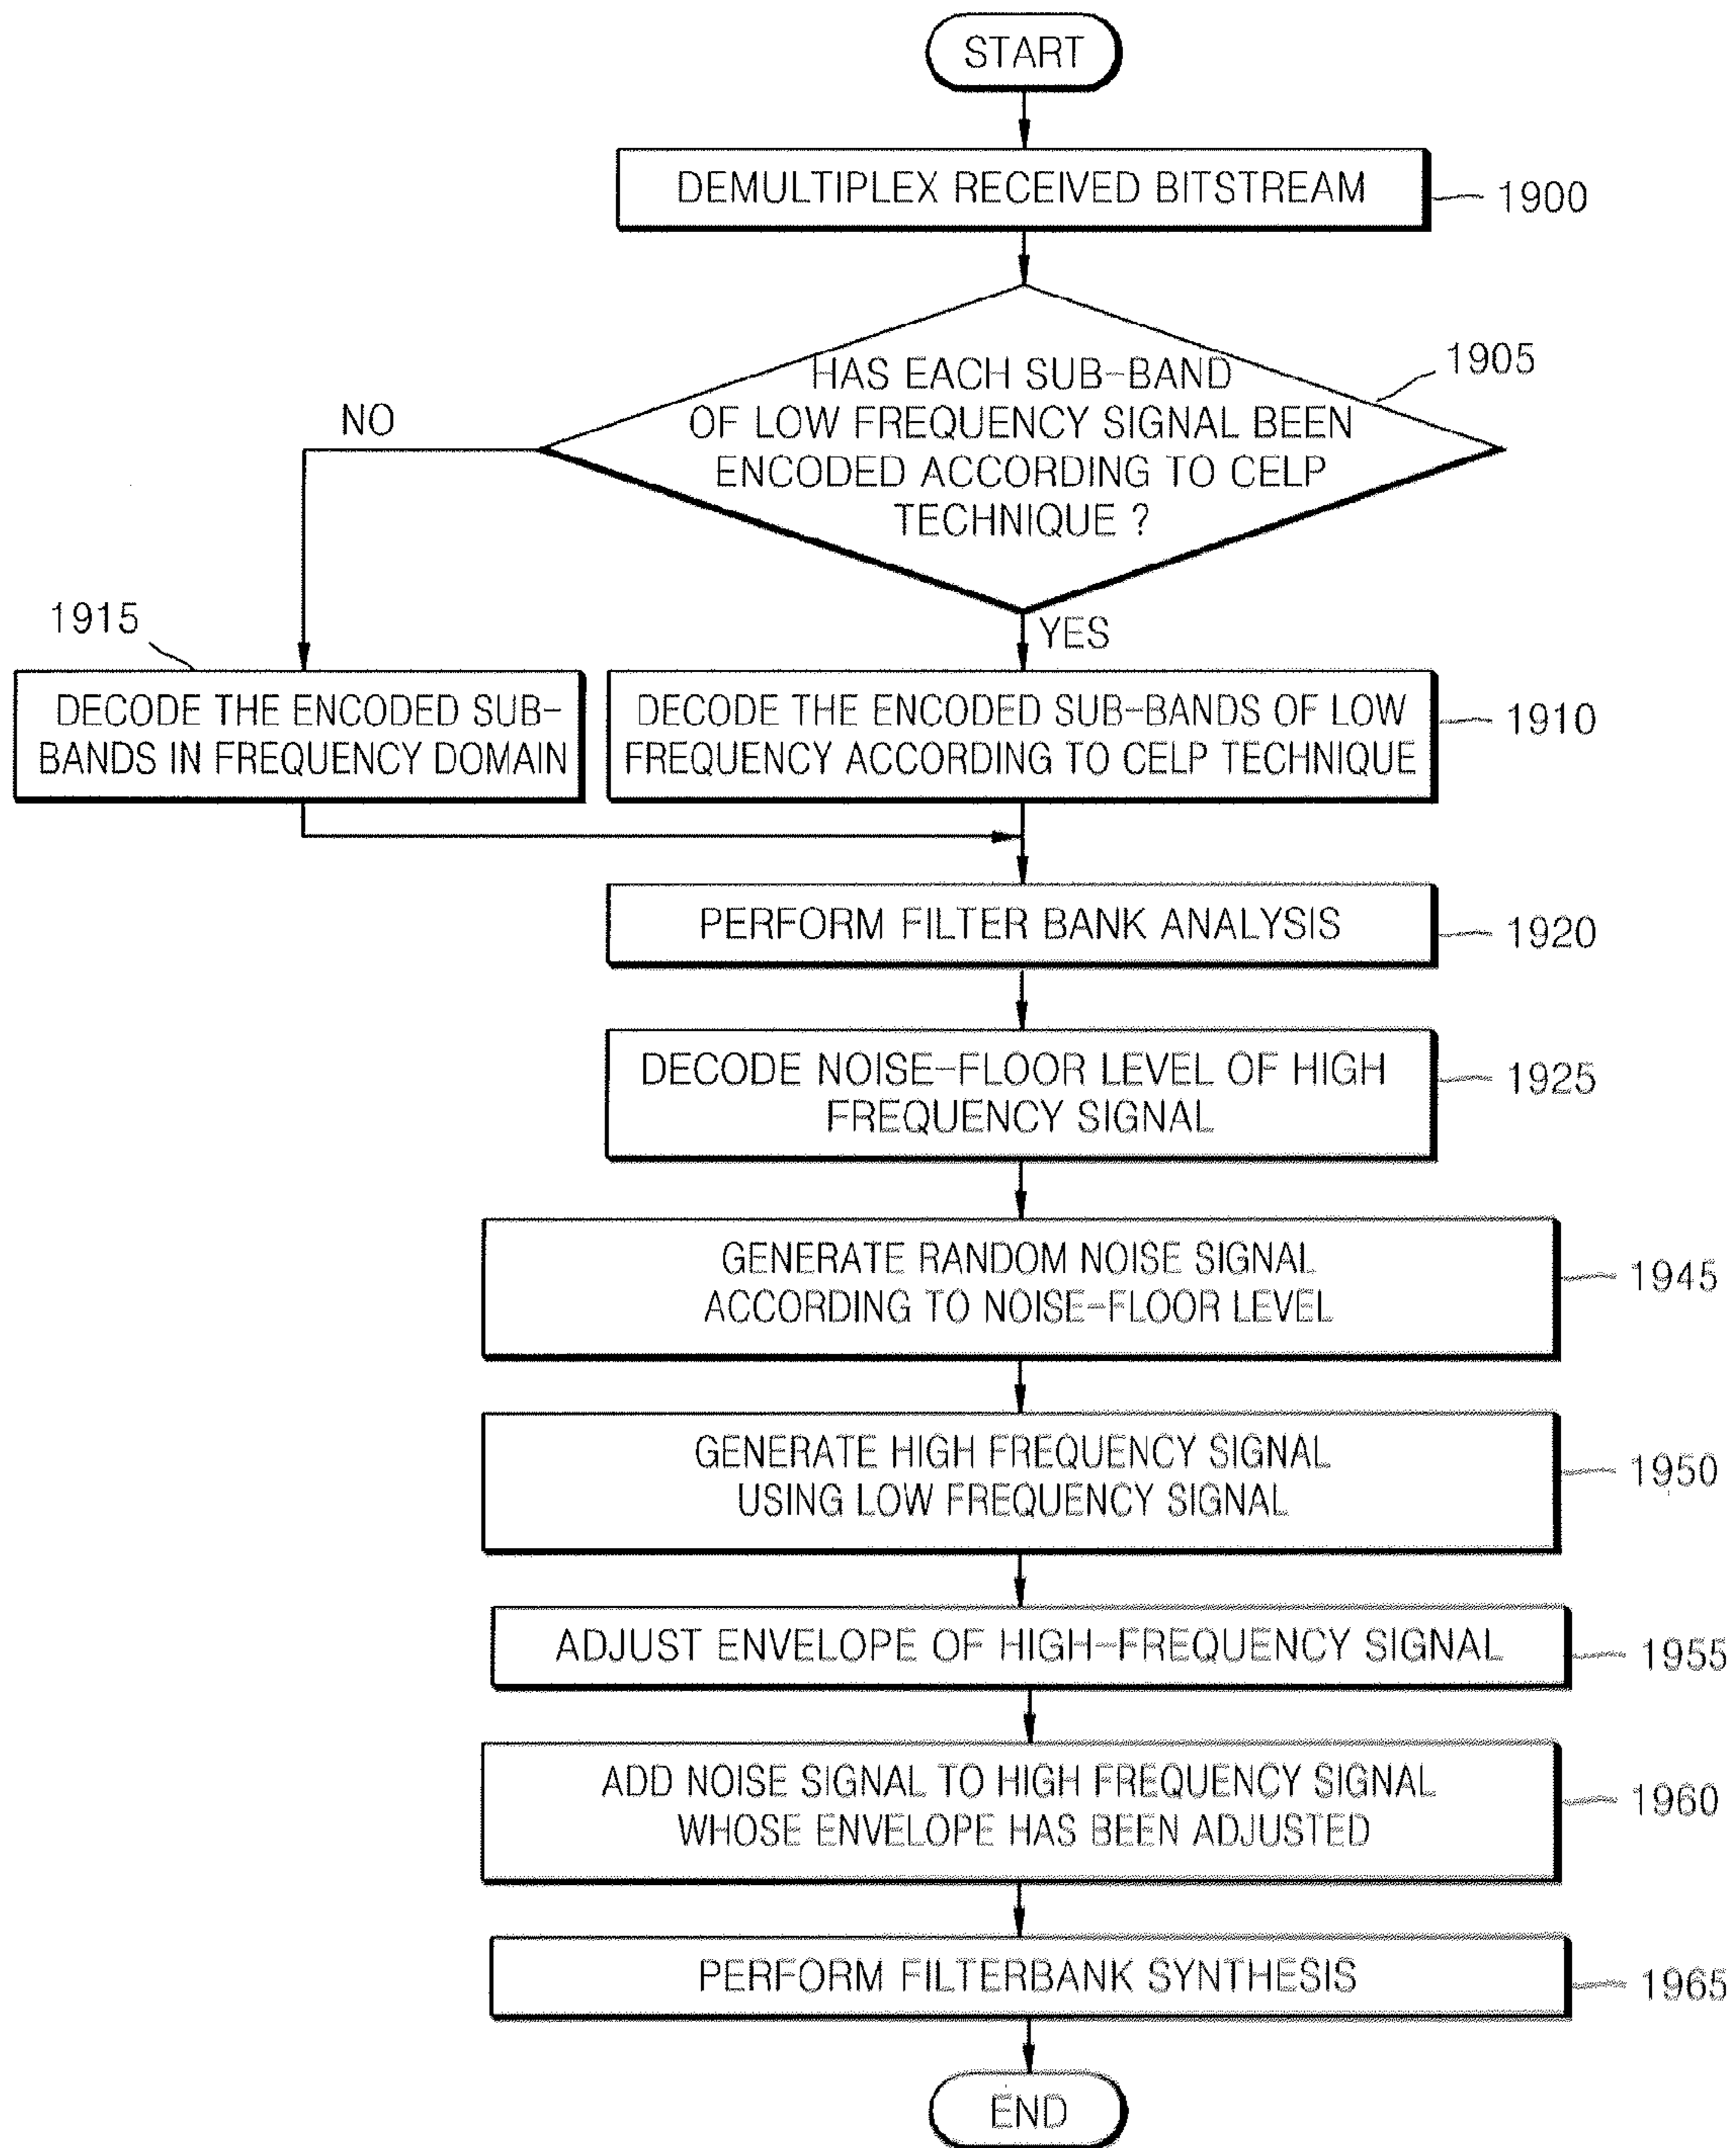 START
DEMULTIPLEX RECEIVED BITSTREAM
1900
HAS EACH SUB-BAND
OF LOW FREQUENCY SIGNAL BEEN
ENCODED ACCORDING TO CELP
TECHNIQUE ?
1905
NO
YES
1915
DECODE THE ENCODED SUB-
BANDS IN FREQUENCY DOMAIN
DECODE THE ENCODED SUB-BANDS OF LOW
FREQUENCY ACCORDING TO CELP TECHNIQUE
1910
PERFORM FILTER BANK ANALYSIS
1920
DECODE NOISE-FLOOR LEVEL OF HIGH
FREQUENCY SIGNAL
1925
GENERATE RANDOM NOISE SIGNAL
ACCORDING TO NOISE-FLOOR LEVEL
1945
GENERATE HIGH FREQUENCY SIGNAL
USING LOW FREQUENCY SIGNAL
1950
ADJUST ENVELOPE OF HIGH-FREQUENCY SIGNAL
1955
ADD NOISE SIGNAL TO HIGH FREQUENCY SIGNAL
WHOSE ENVELOPE HAS BEEN ADJUSTED
1960
PERFORM FILTERBANK SYNTHESIS
1965
END